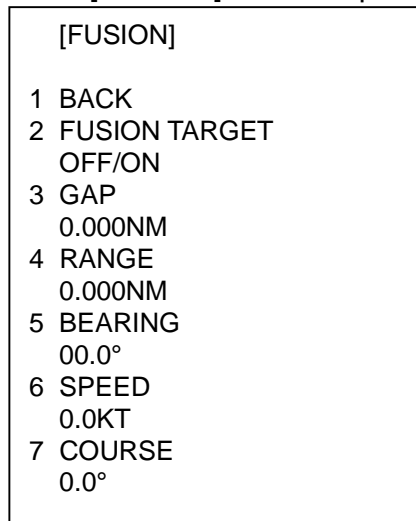 [FUSION]
1 BACK
2 FUSION TARGET
OFF/ON
3 GAP
0.000NM
4 RANGE
0.000NM
5 BEARING
00.0°
6 SPEED
0.0KT
7 COURSE
0.0°